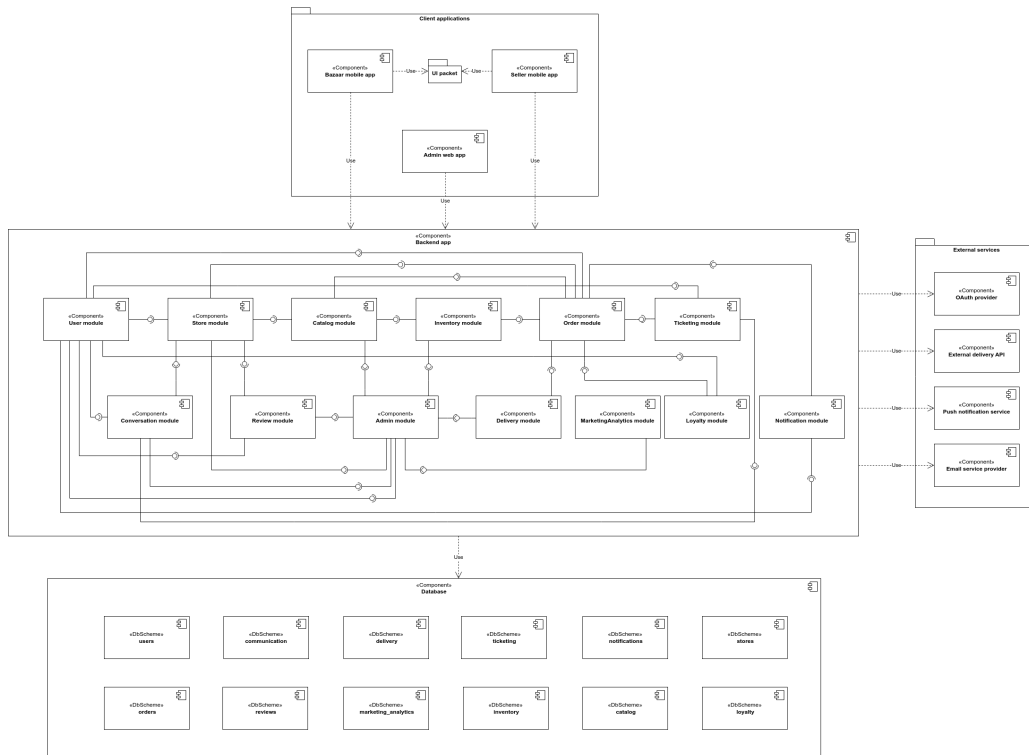 Client applications
«Component»
Bazaar mobile app
Use
UI packet
Use
«Component»
Seller mobile app
«Component»
Admin web app
Use
Use
Use
«Component»
Backend app
«Component»
User module
«Component»
Store module
«Component»
Catalog module
«Component»
Inventory module
«Component»
Order module
«Component»
Ticketing module
«Component»
Conversation module
«Component»
Review module
«Component»
Admin module
«Component»
Delivery module
«Component»
MarketingAnalytics module
«Component»
Loyalty module
«Component»
Notification module
External services
Use
«Component»
OAuth provider
Use
«Component»
External delivery API
Use
«Component»
Push notification service
Use
«Component»
Email service provider
Use
«Component»
Database
«DbScheme»
users
«DbScheme»
communication
«DbScheme»
delivery
«DbScheme»
ticketing
«DbScheme»
notifications
«DbScheme»
stores
«DbScheme»
orders
«DbScheme»
reviews
«DbScheme»
marketing_analytics
«DbScheme»
inventory
«DbScheme»
catalog
«DbScheme»
loyalty